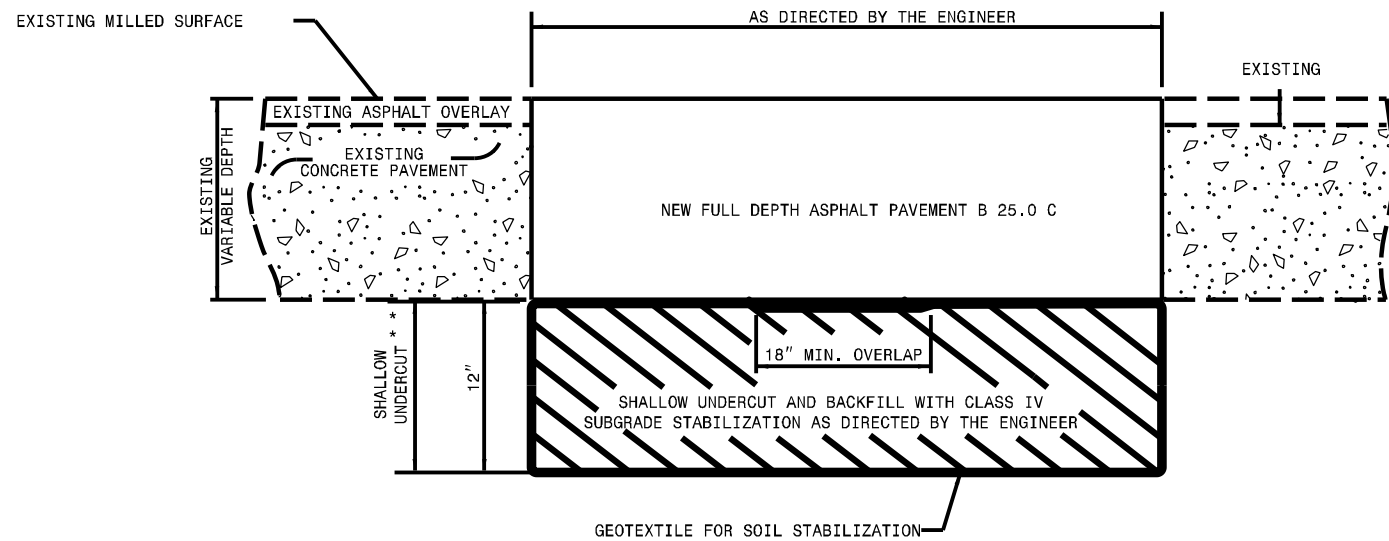 EXISTING MILLED SURFACE
AS DIRECTED BY THE ENGINEER
EXISTING
EXISTING ASPHALT OVERLAY
EXISTING
CONCRETE PAVEMENT
EXISTING
VARIABLE DEPTH
NEW FULL DEPTH ASPHALT PAVEMENT B 25.0 C
SHALLOW
UNDERCUT * *
12"
18" MIN. OVERLAP
SHALLOW UNDERCUT AND BACKFILL WITH CLASS IV
SUBGRADE STABILIZATION AS DIRECTED BY THE ENGINEER
GEOTEXTILE FOR SOIL STABILIZATION